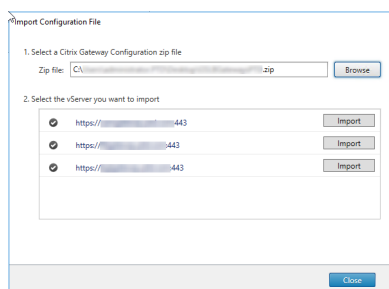 Import Configuration File
1. Select a Citrix Gateway Configuration zip file
Zip file: C:\ .zip Browse
2. Select the vServer you want to import
https:// 443 Import
https:// :443 Import
https:// :443 Import
Close